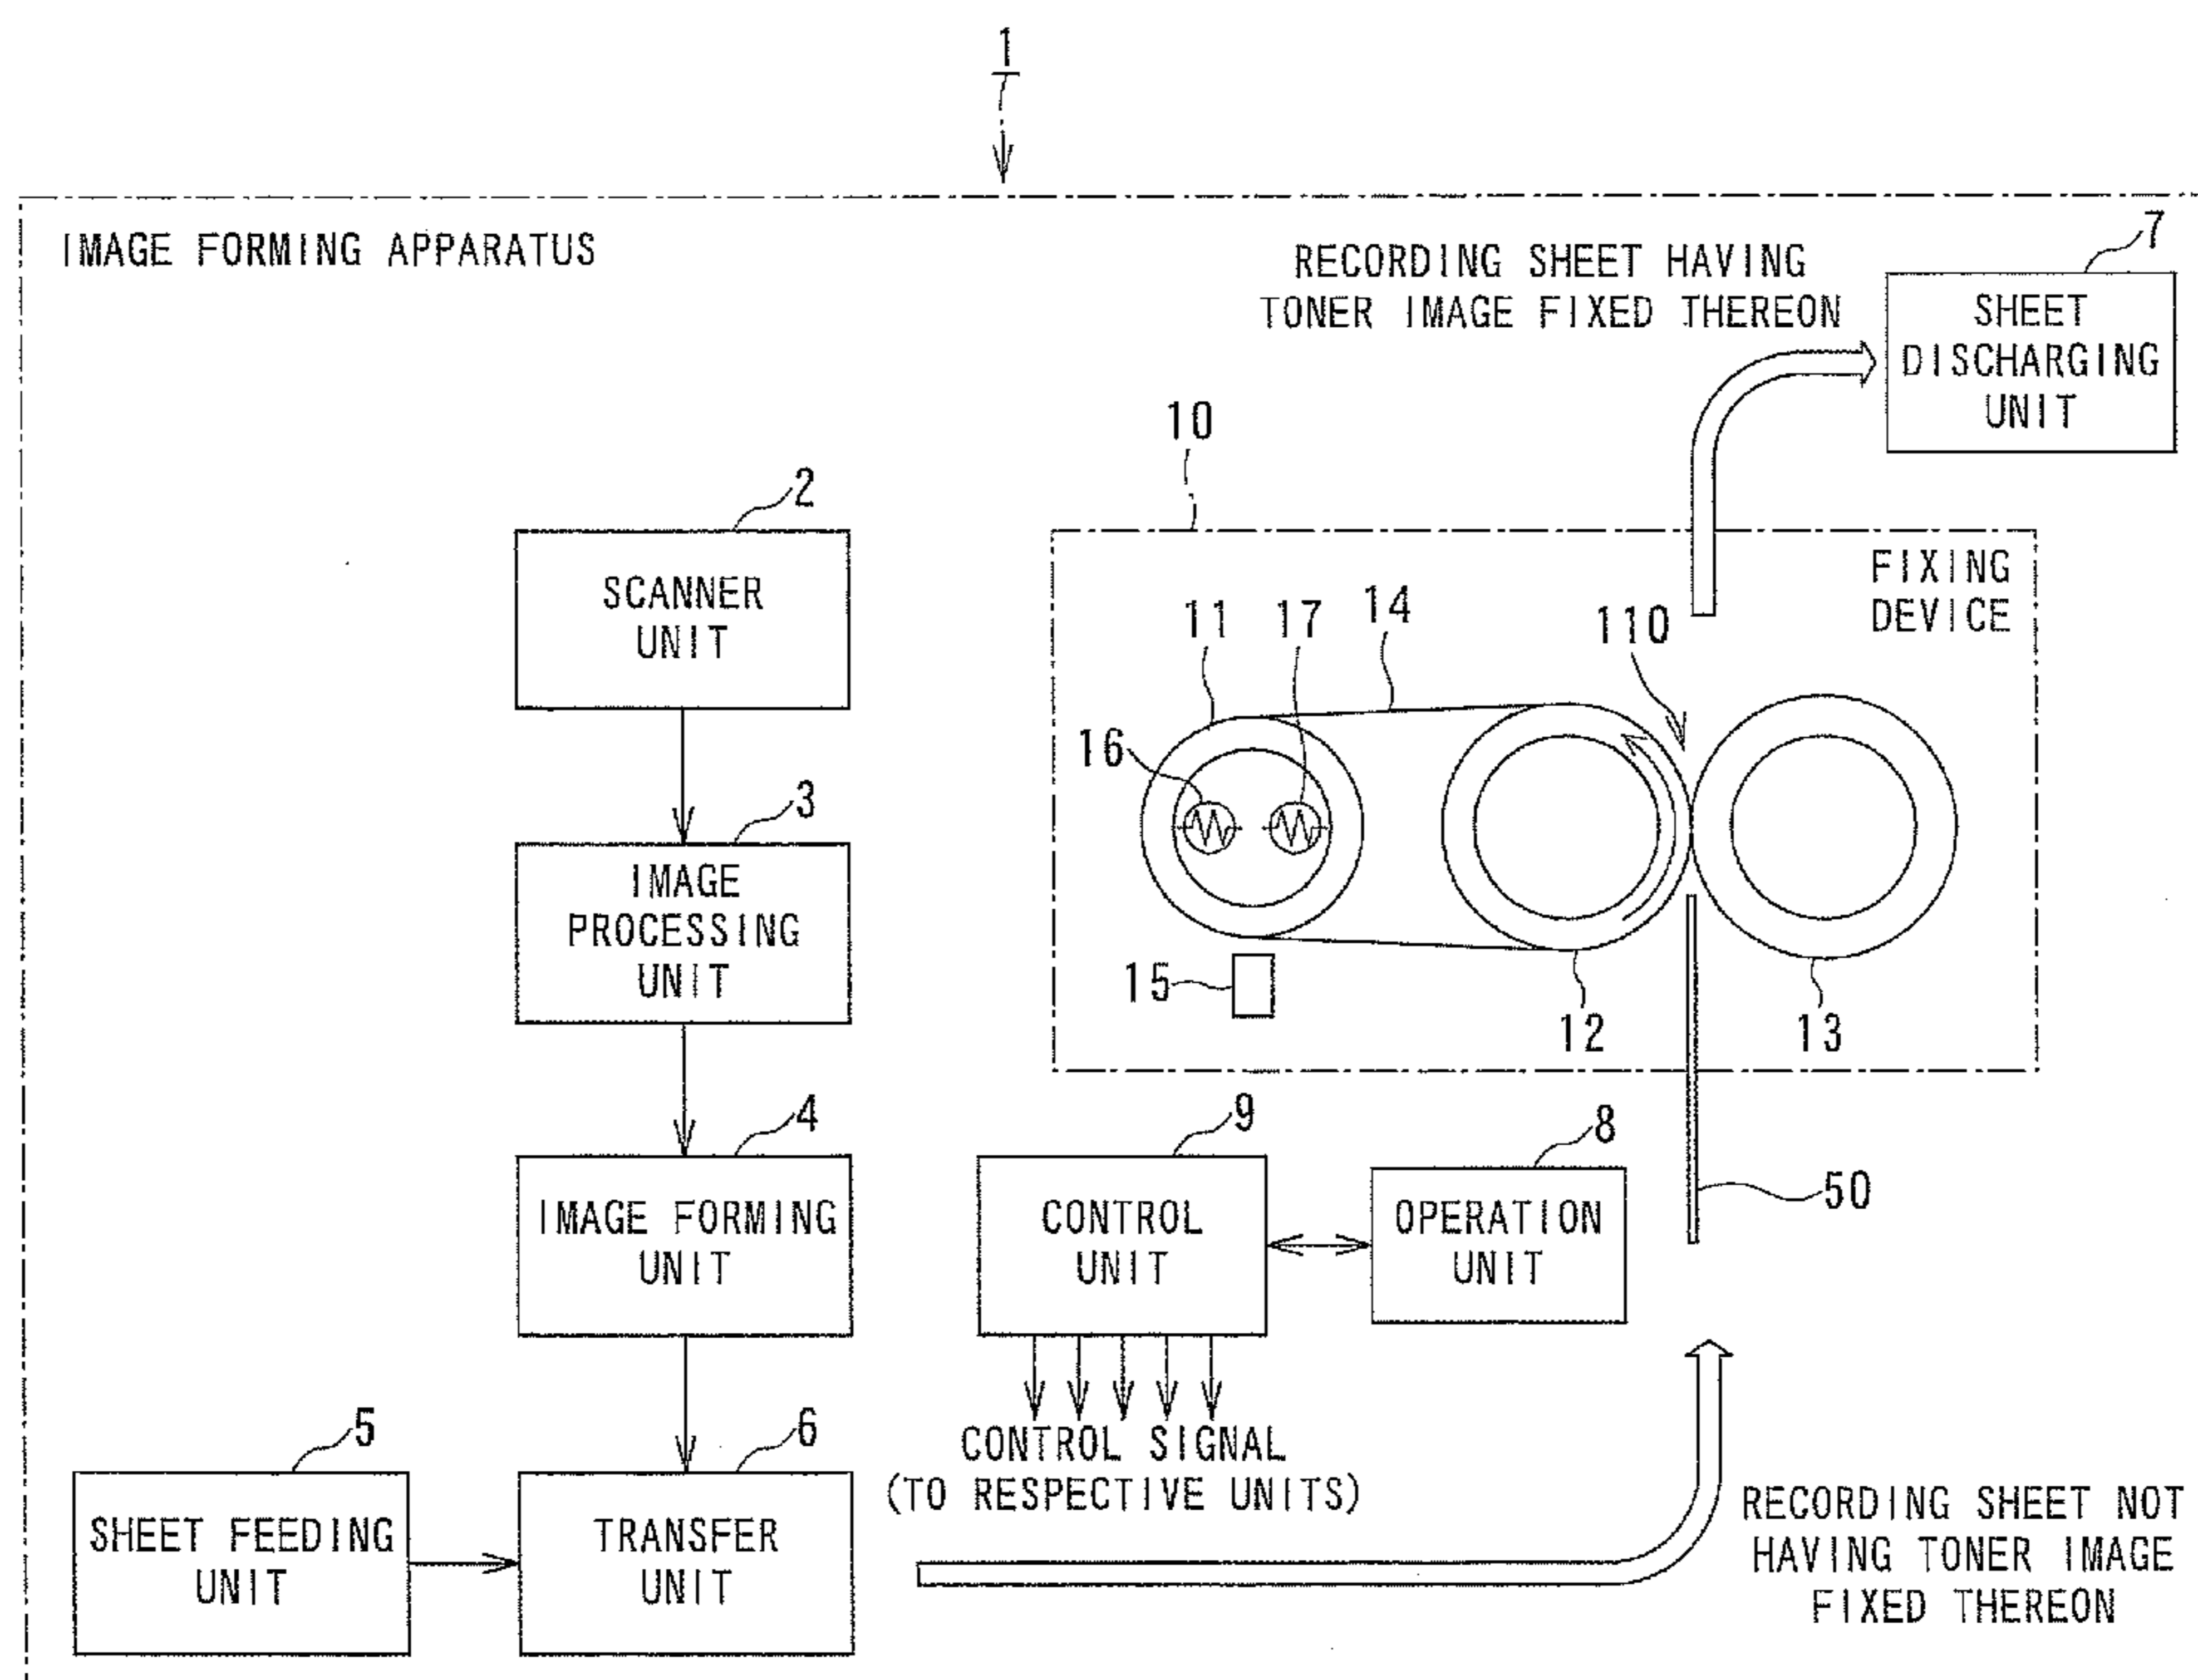 1
IMAGE FORMING APPARATUS
RECORDING SHEET HAVING
TONER IMAGE FIXED THEREON
7
SHEET
DISCHARGING
UNIT
10
FIXING
DEVICE
11
17
14
110
16
15
12
13
2
SCANNER
UNIT
3
IMAGE
PROCESSING
UNIT
4
IMAGE FORMING
UNIT
9
CONTROL
UNIT
8
OPERATION
UNIT
50
CONTROL SIGNAL
(TO RESPECTIVE UNITS)
5
SHEET FEEDING
UNIT
6
TRANSFER
UNIT
RECORDING SHEET NOT
HAVING TONER IMAGE
FIXED THEREON